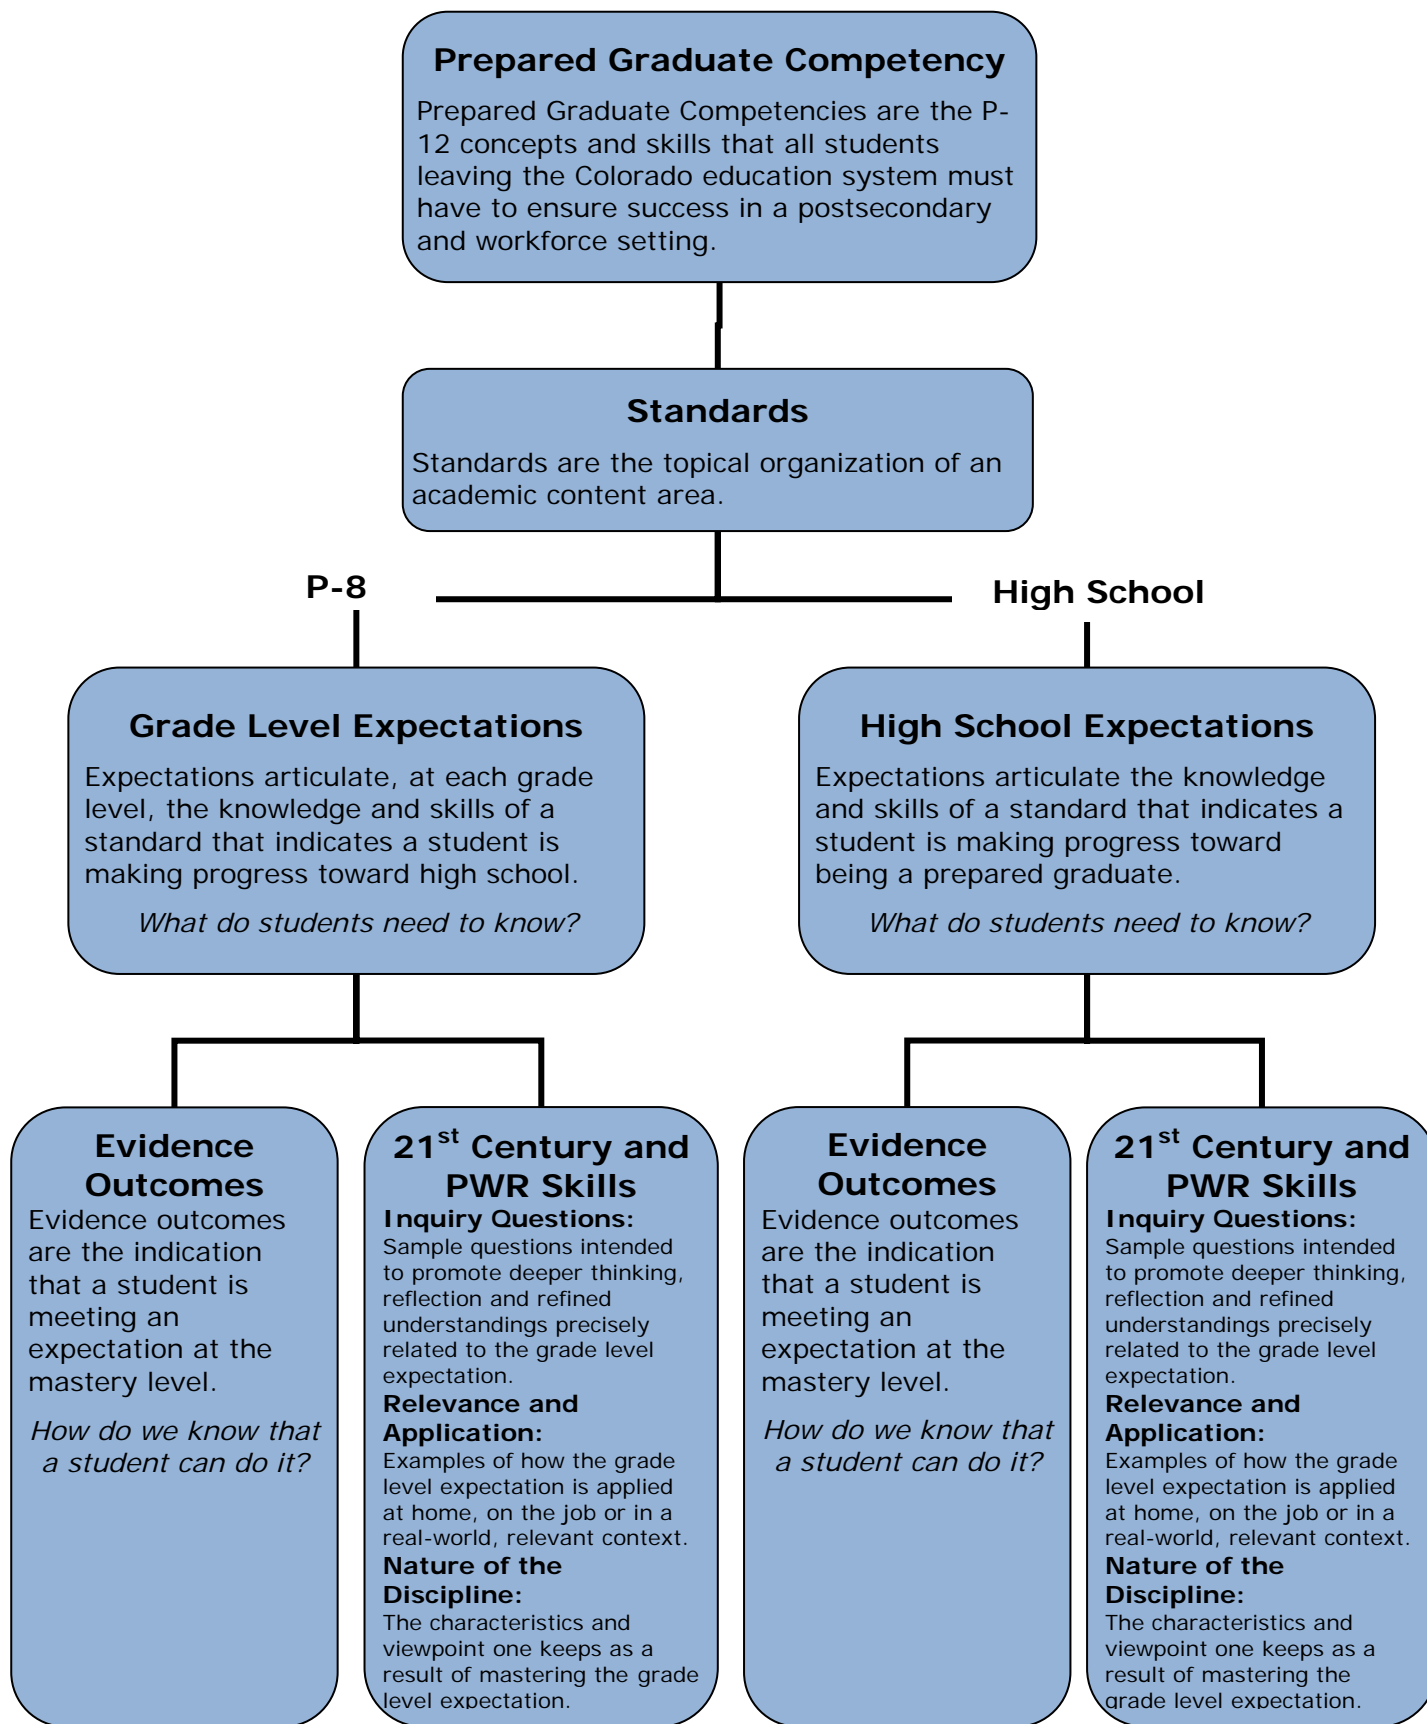 Prepared Graduate Competency
Prepared Graduate Competencies are the P-
12 concepts and skills that all students
leaving the Colorado education system must
have to ensure success in a postsecondary
and workforce setting.
Standards
Standards are the topical organization of an
academic content area.
P-8
High School
Grade Level Expectations
Expectations articulate, at each grade
level, the knowledge and skills of a
standard that indicates a student is
making progress toward high school.
What do students need to know?
High School Expectations
Expectations articulate the knowledge
and skills of a standard that indicates a
student is making progress toward
being a prepared graduate.
What do students need to know?
Evidence
Outcomes
Evidence outcomes
are the indication
that a student is
meeting an
expectation at the
mastery level.
How do we know that
a student can do it?
21st Century and
PWR Skills
Inquiry Questions:
Sample questions intended
to promote deeper thinking,
reflection and refined
understandings precisely
related to the grade level
expectation.
Relevance and
Application:
Examples of how the grade
level expectation is applied
at home, on the job or in a
real-world, relevant context.
Nature of the
Discipline:
The characteristics and
viewpoint one keeps as a
result of mastering the grade
level expectation.
Evidence
Outcomes
Evidence outcomes
are the indication
that a student is
meeting an
expectation at the
mastery level.
How do we know that
a student can do it?
21st Century and
PWR Skills
Inquiry Questions:
Sample questions intended
to promote deeper thinking,
reflection and refined
understandings precisely
related to the grade level
expectation.
Relevance and
Application:
Examples of how the grade
level expectation is applied
at home, on the job or in a
real-world, relevant context.
Nature of the
Discipline:
The characteristics and
viewpoint one keeps as a
result of mastering the
grade level expectation.